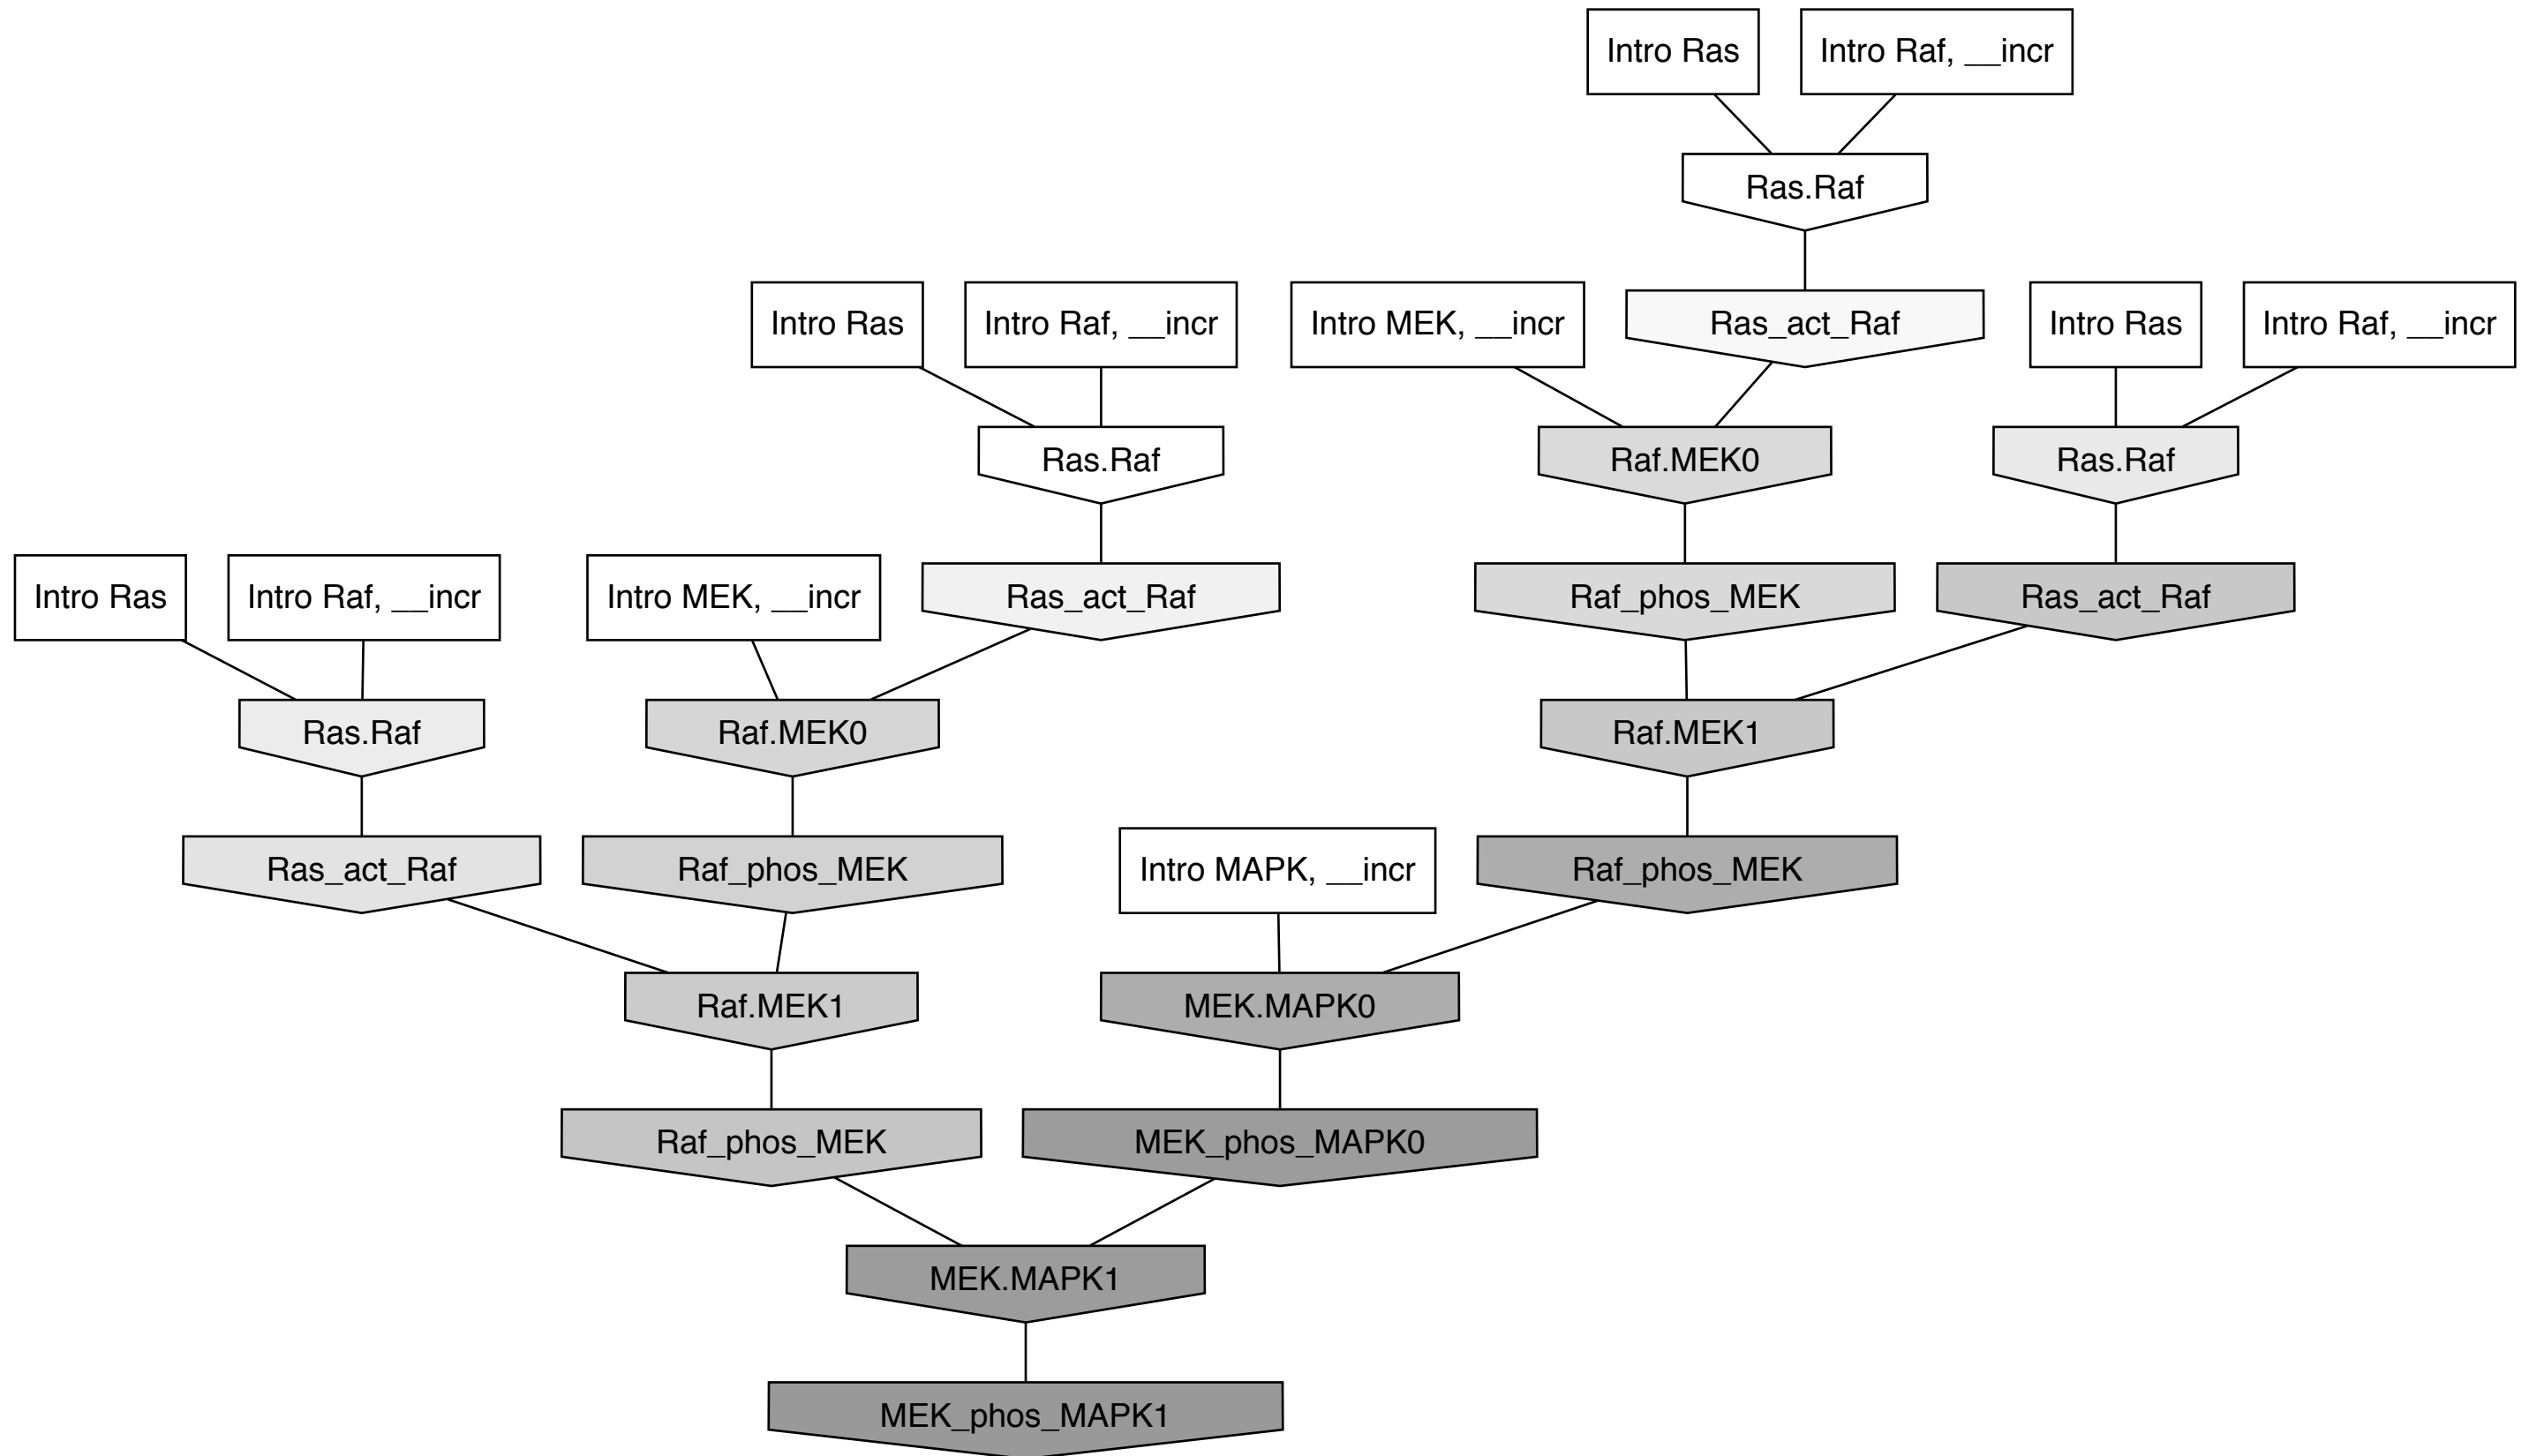 Intro Ras
Intro Raf, __incr
Ras.Raf
Intro Ras
Intro Raf, __incr
Intro MEK, __incr
Ras_act_Raf
Intro Ras
Intro Raf, __incr
Ras.Raf
Raf.MEK0
Ras.Raf
Intro Ras
Intro Raf, __incr
Intro MEK, __incr
Ras_act_Raf
Raf_phos_MEK
Ras_act_Raf
Ras.Raf
Raf.MEK0
Raf.MEK1
Ras_act_Raf
Raf_phos_MEK
Intro MAPK, __incr
Raf_phos_MEK
Raf.MEK1
MEK.MAPK0
Raf_phos_MEK
MEK_phos_MAPK0
MEK.MAPK1
MEK_phos_MAPK1